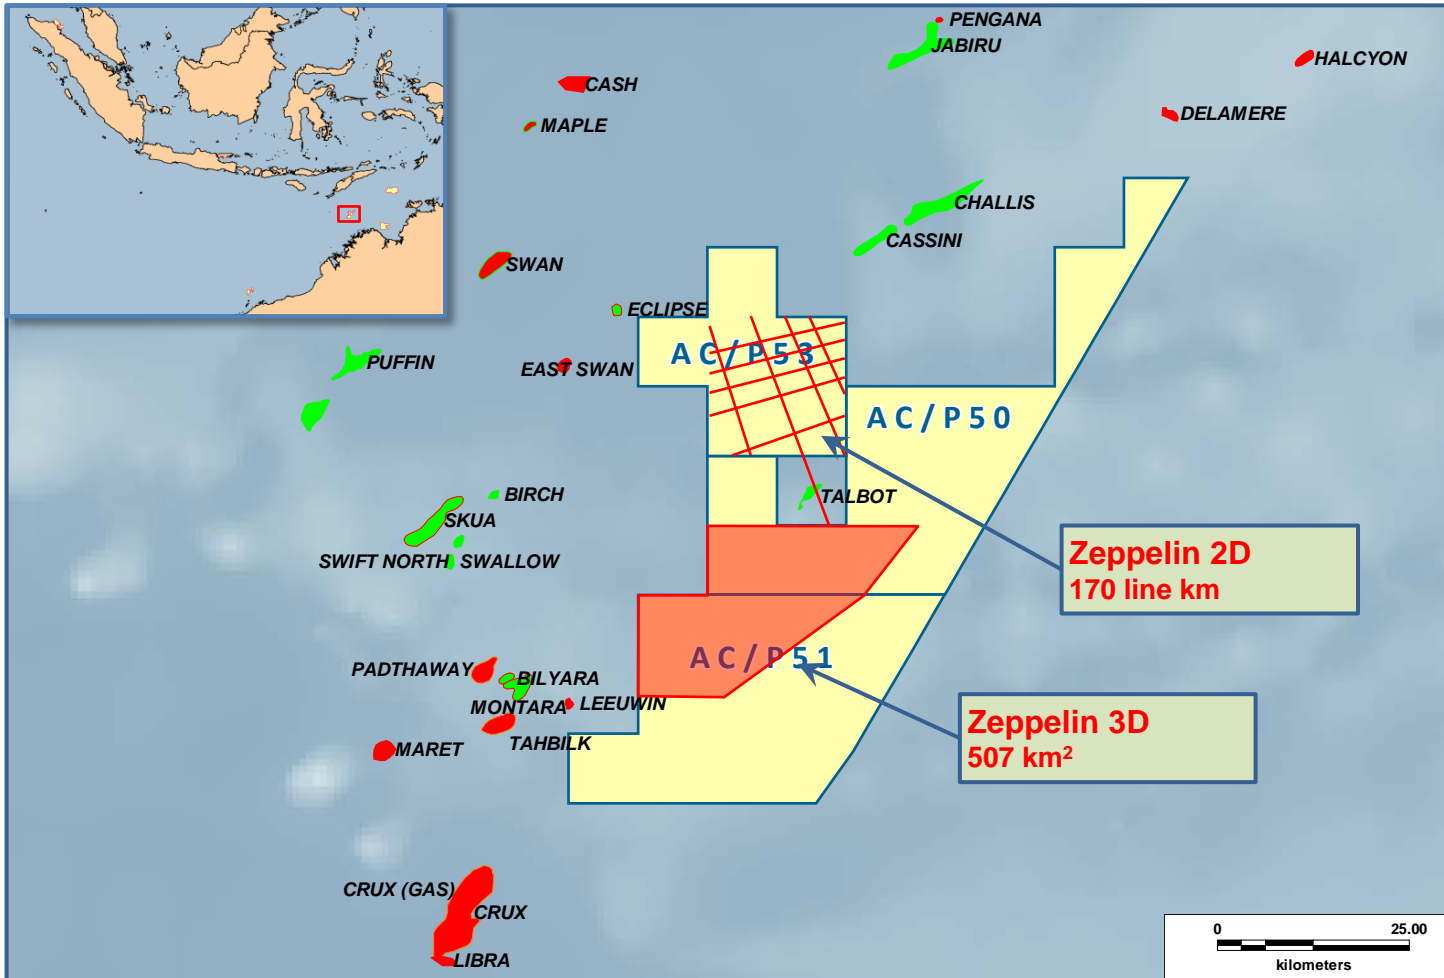 PENGANA
JABIRU
HALCYON
CASH
DELAMERE
MAPLE
CHALLIS
CASSINI
SWAN
ECLIPSE
AC/P53
PUFFIN
EAST SWAN
AC/P50
BIRCH
TALBOT
SKUA
SWIFT NORTH
SWALLOW
Zeppelin 2D
170 line km
AC/P51
PADTHAWAY
BILYARA
MONTARA
LEEUWIN
TAHBILK
MARET
Zeppelin 3D
507 km²
CRUX (GAS)
CRUX
LIBRA
0 25.00
kilometers